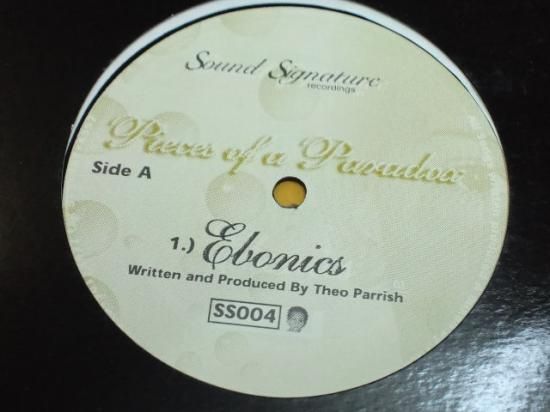 Sound Signature
recordings
Pieces of a Paradox
Side A
1.) Ebonics
Written and Produced By Theo Parrish
SS004